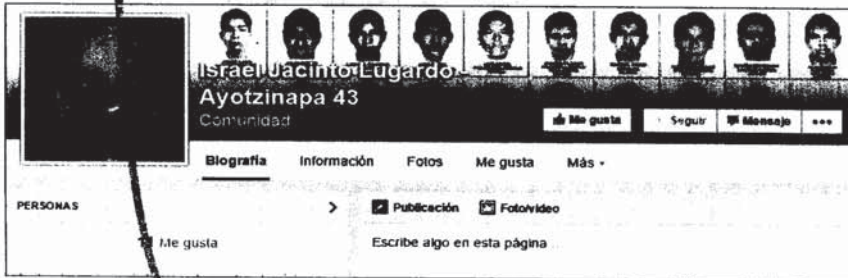 Israel Jacinto Lugardo -
Ayotzinapa 43
Comunidad
Me gusta
Seguir
Mensaje
Biografía Información Fotos Me gusta Más
PERSONAS
Publicación Foto/vídeo
Me gusta
Escribe algo en esta página ...